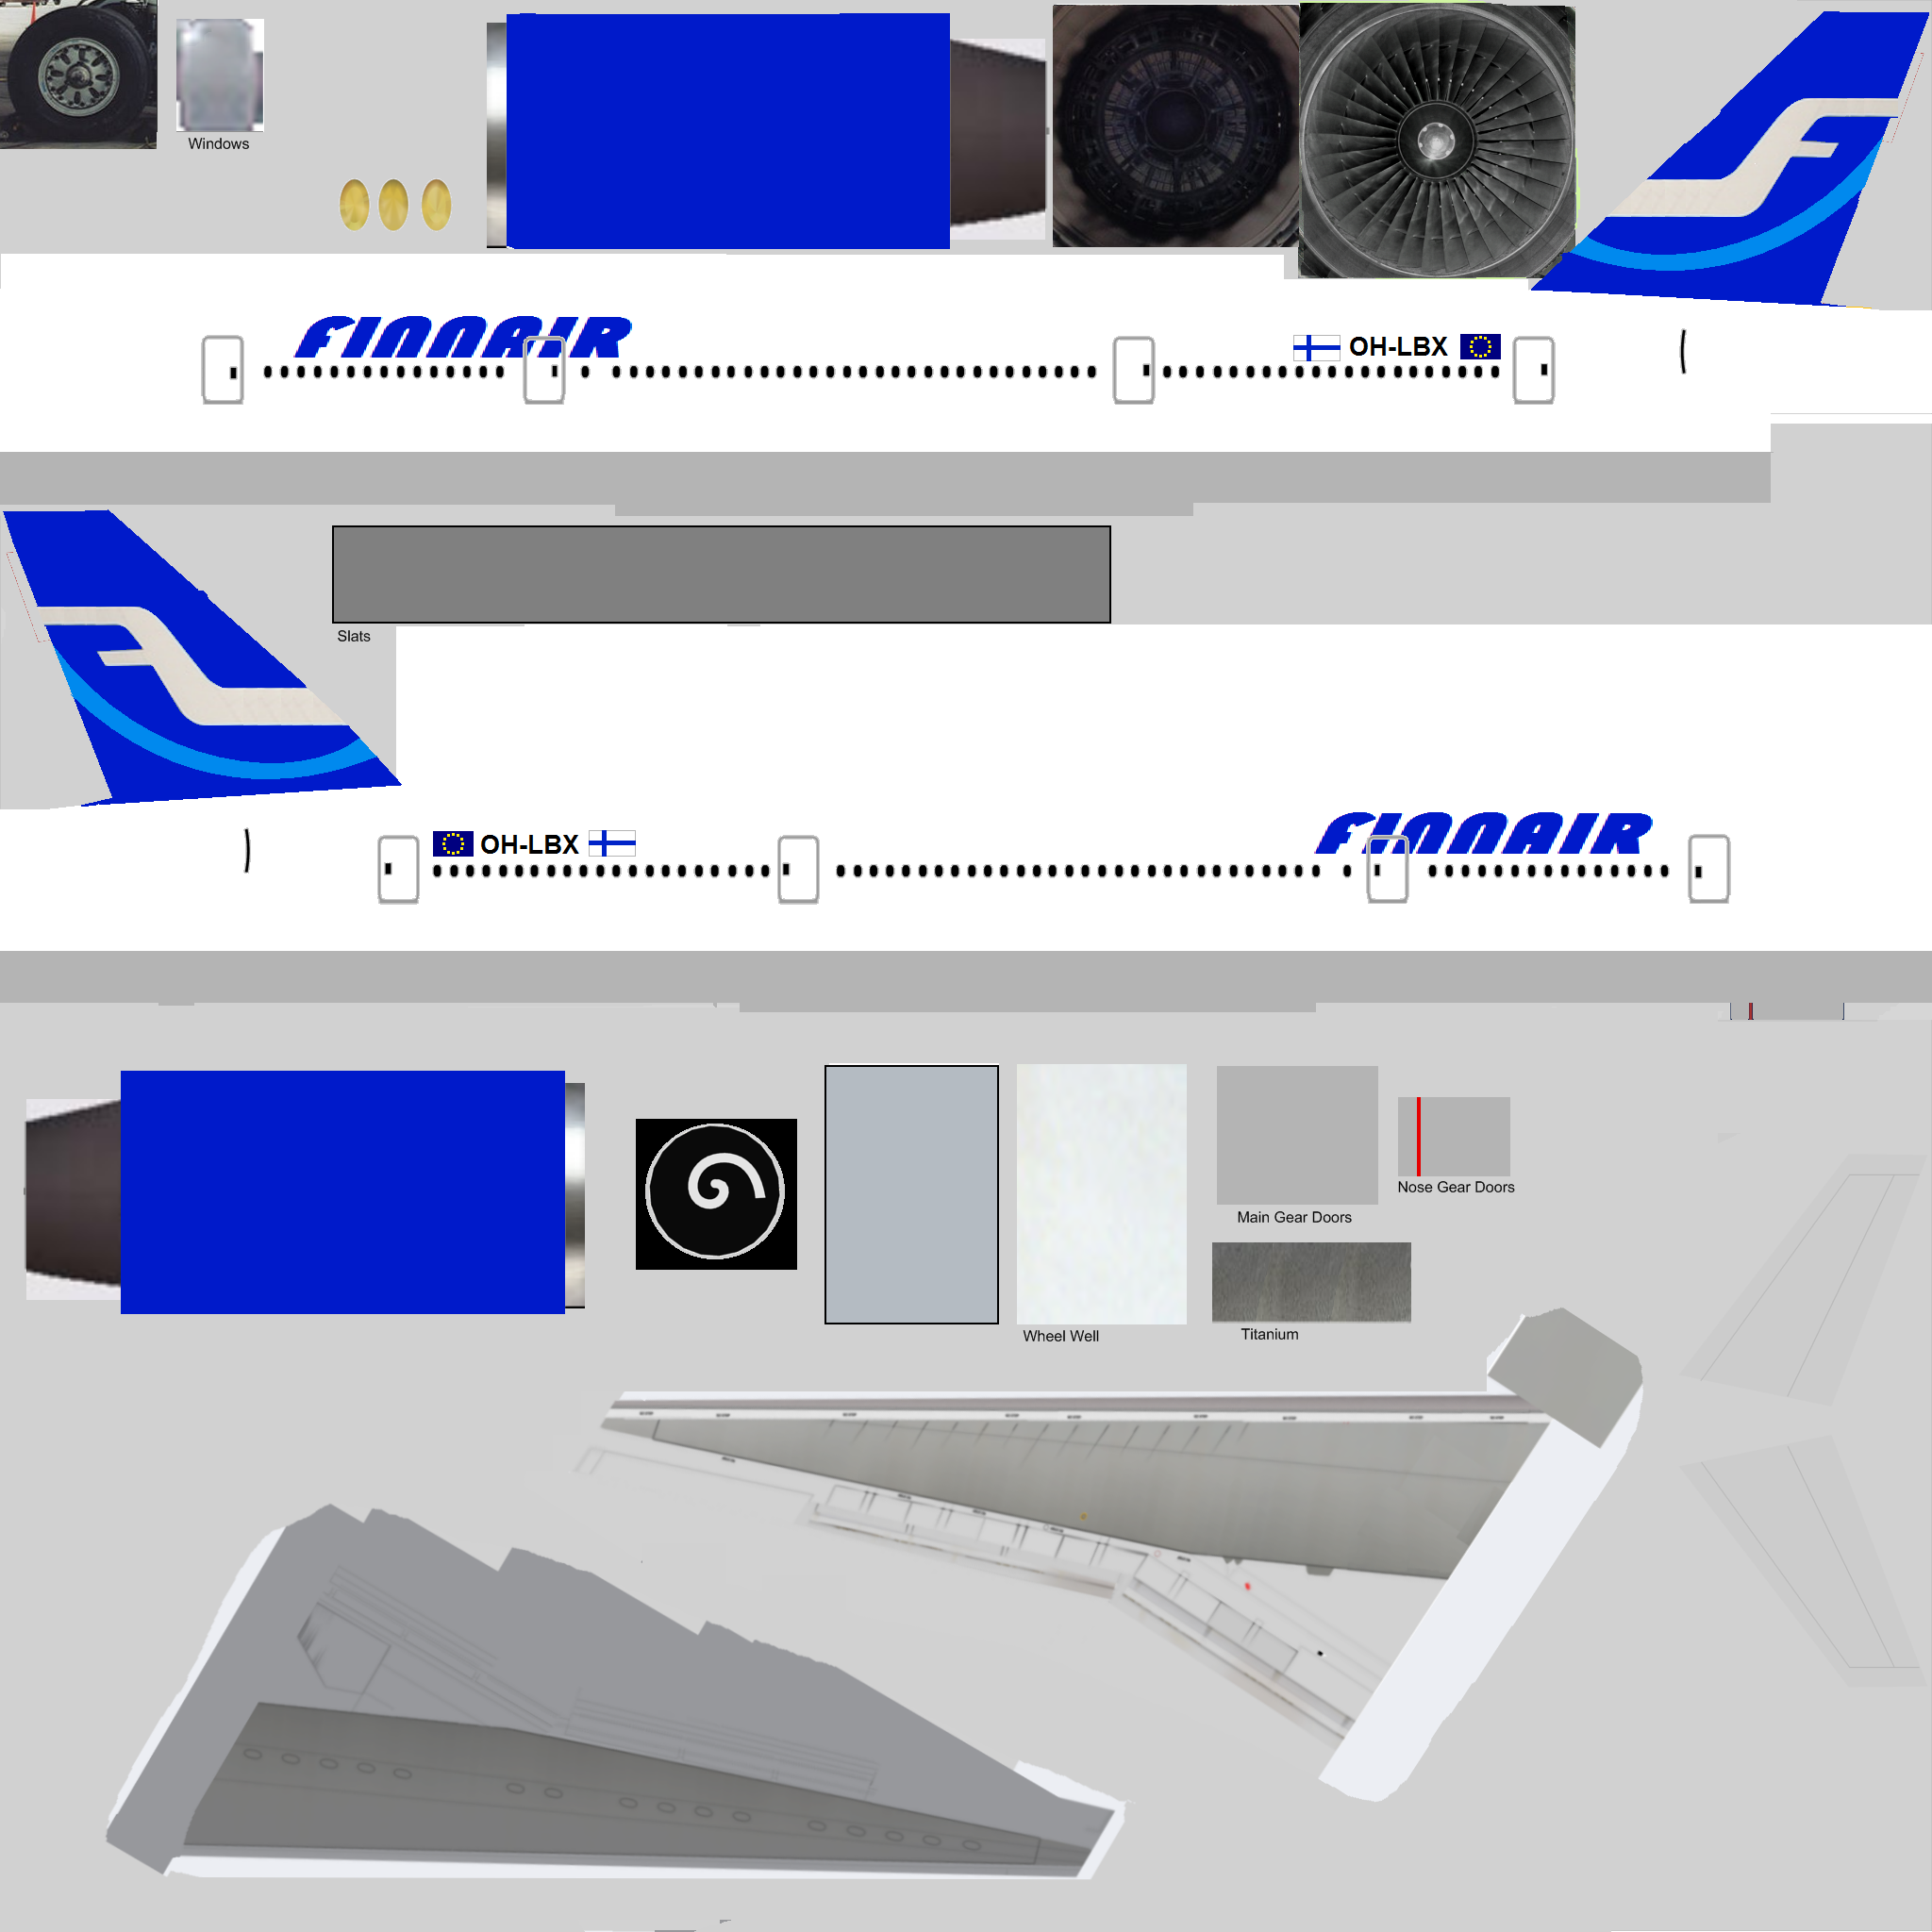 Windows
FINNAIR
OH-LBX
Slats
FINNAIR
OH-LBX
Nose Gear Doors
Main Gear Doors
Wheel Well
Titanium